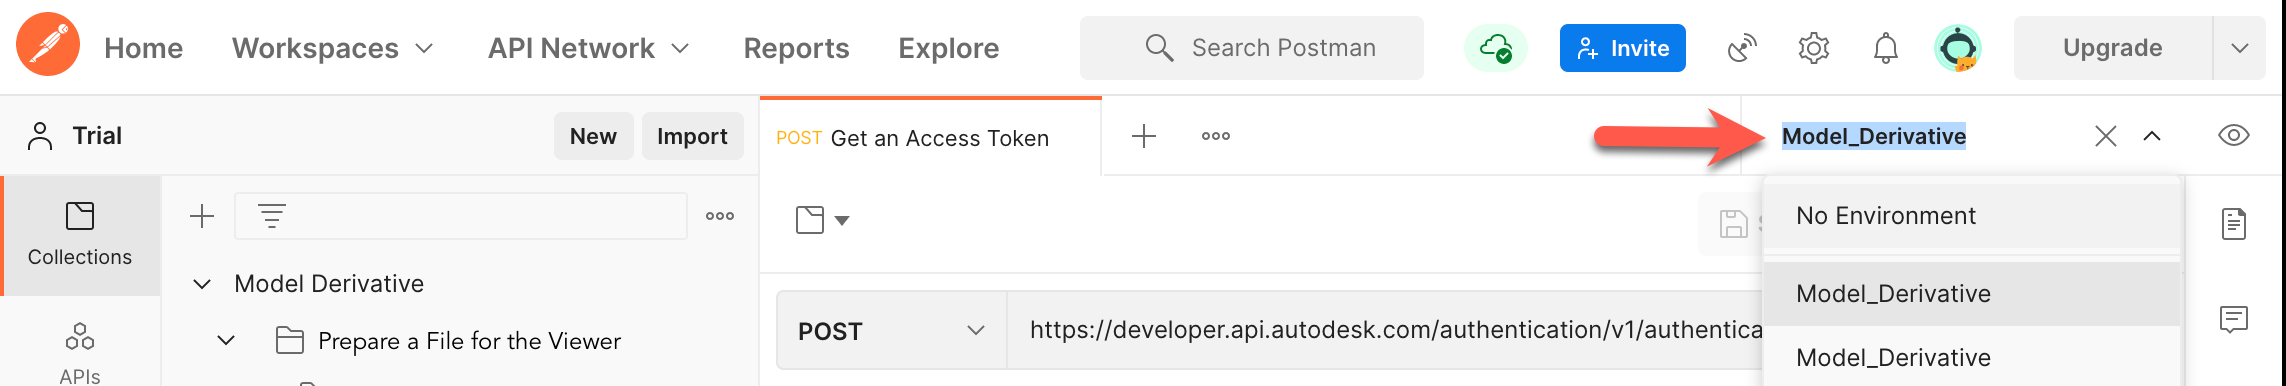 Home Workspaces API Network Reports Explore Search Postman Invite Upgrade
Trial New Import
POST Get an Access Token
Model_Derivative
No Environment
Model_Derivative
Model_Derivative
Collections
APIs
Model Derivative
Prepare a File for the Viewer
POST https://developer.api.autodesk.com/authentication/v1/authentica